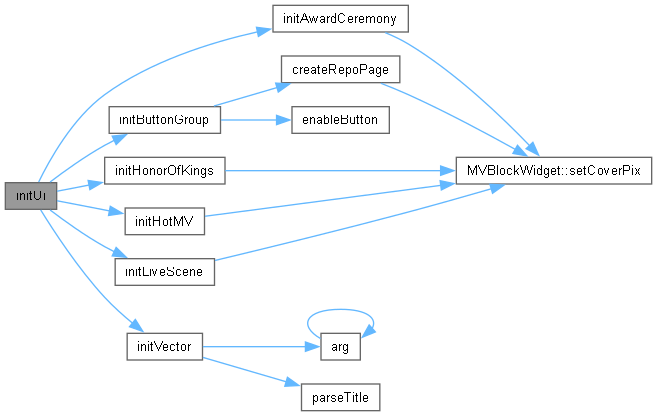 initUi
initAwardCeremony
initButtonGroup
createRepoPage
enableButton
initHonorOfKings
initHotMV
initLiveScene
initVector
arg
parseTitle
MVBlockWidget::setCoverPix